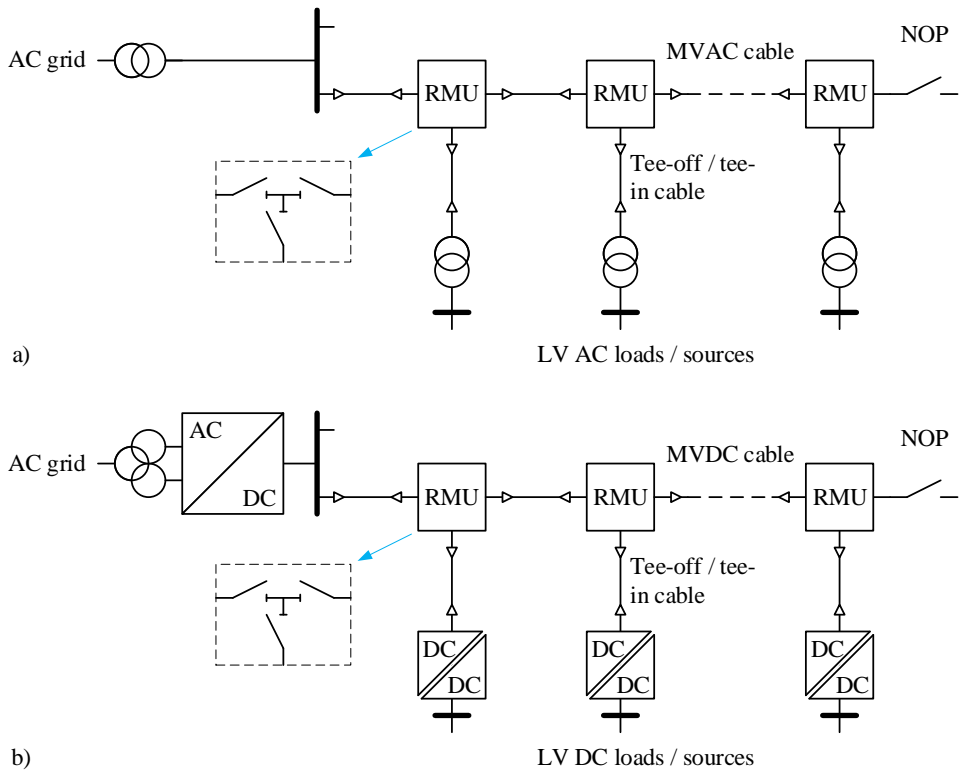 NOP
AC grid
MVAC cable
RMU
RMU
RMU
Tee-off / tee-
in cable
a)
LV AC loads / sources
AC
DC
AC grid
NOP
MVDC cable
RMU
RMU
RMU
Tee-off / tee-
in cable
DC
DC
DC
DC
DC
DC
b)
LV DC loads / sources